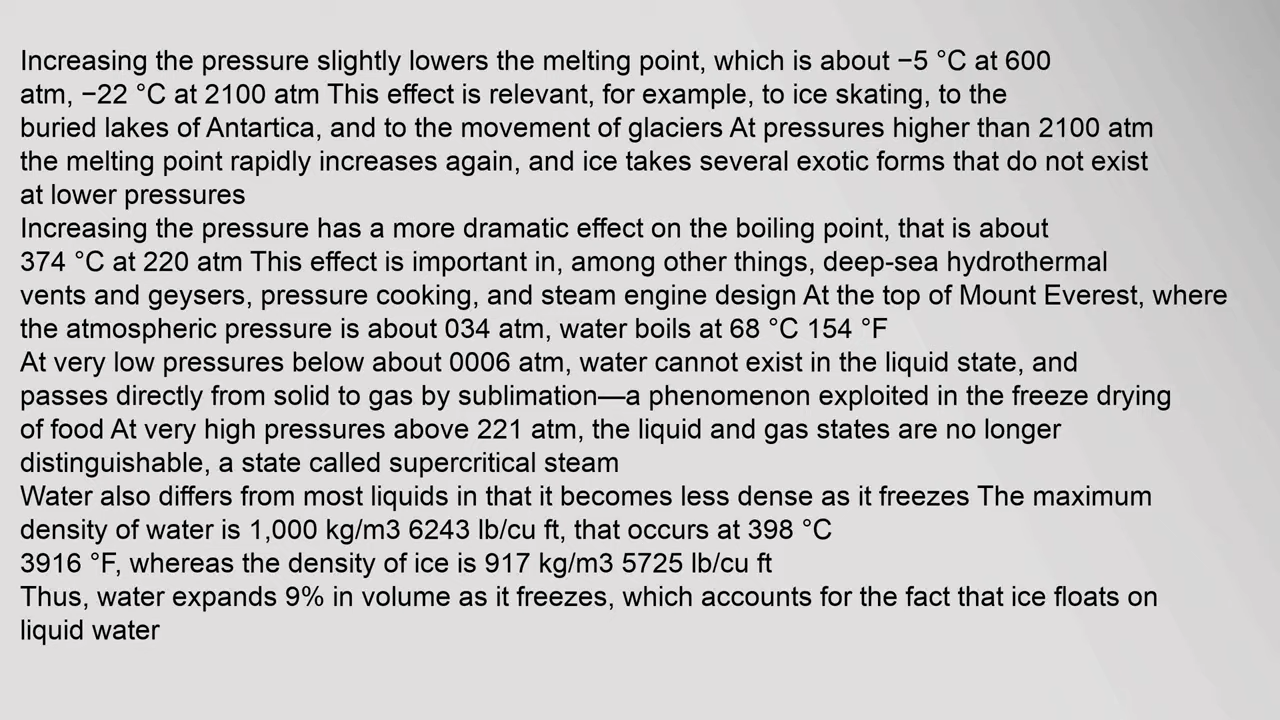 Increasing the pressure slightly lowers the melting point, which is about −5 °C at 600
atm, −22 °C at 2100 atm This effect is relevant, for example, to ice skating, to the
buried lakes of Antartica, and to the movement of glaciers At pressures higher than 2100 atm
the melting point rapidly increases again, and ice takes several exotic forms that do not exist
at lower pressures
Increasing the pressure has a more dramatic effect on the boiling point, that is about
374 °C at 220 atm This effect is important in, among other things, deep-sea hydrothermal
vents and geysers, pressure cooking, and steam engine design At the top of Mount Everest, where
the atmospheric pressure is about 034 atm, water boils at 68 °C 154 °F
At very low pressures below about 0006 atm, water cannot exist in the liquid state, and
passes directly from solid to gas by sublimation—a phenomenon exploited in the freeze drying
of food At very high pressures above 221 atm, the liquid and gas states are no longer
distinguishable, a state called supercritical steam
Water also differs from most liquids in that it becomes less dense as it freezes The maximum
density of water is 1,000 kg/m3 6243 lb/cu ft, that occurs at 398 °C
3916 °F, whereas the density of ice is 917 kg/m3 5725 lb/cu ft
Thus, water expands 9% in volume as it freezes, which accounts for the fact that ice floats on
liquid water